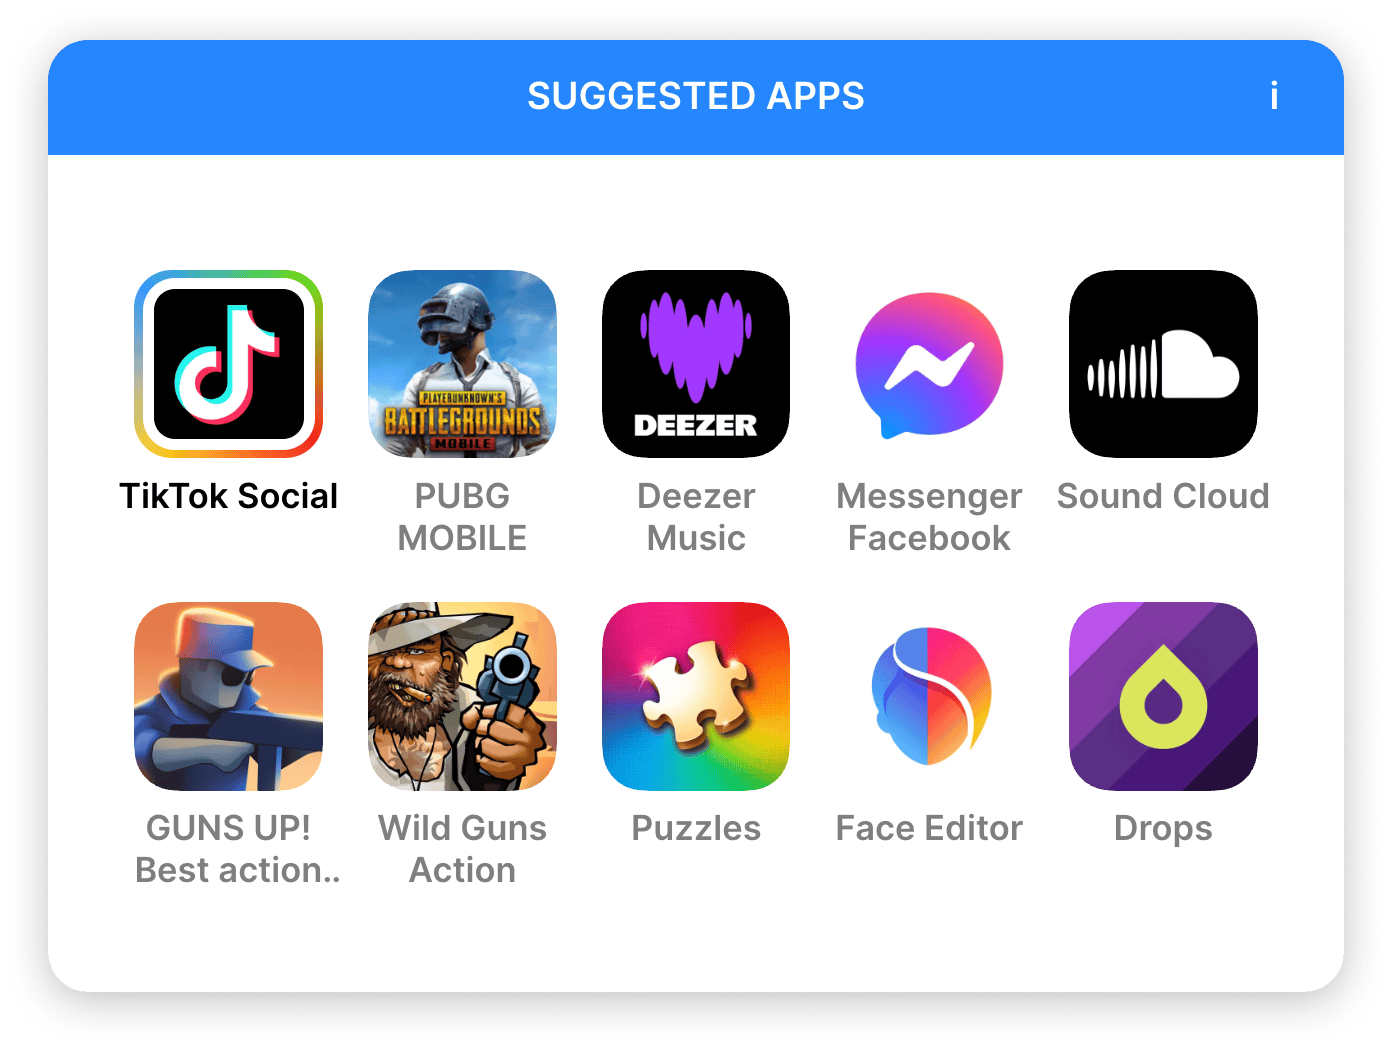 SUGGESTED APPS
i
PLAYERUNKNOWN'S
BATTLEGROUNDS
MOBILE
DEEZER
TikTok Social
PUBG
MOBILE
Deezer
Music
Messenger
Facebook
Sound Cloud
GUNS UP!
Best action..
Wild Guns
Action
Puzzles
Face Editor
Drops